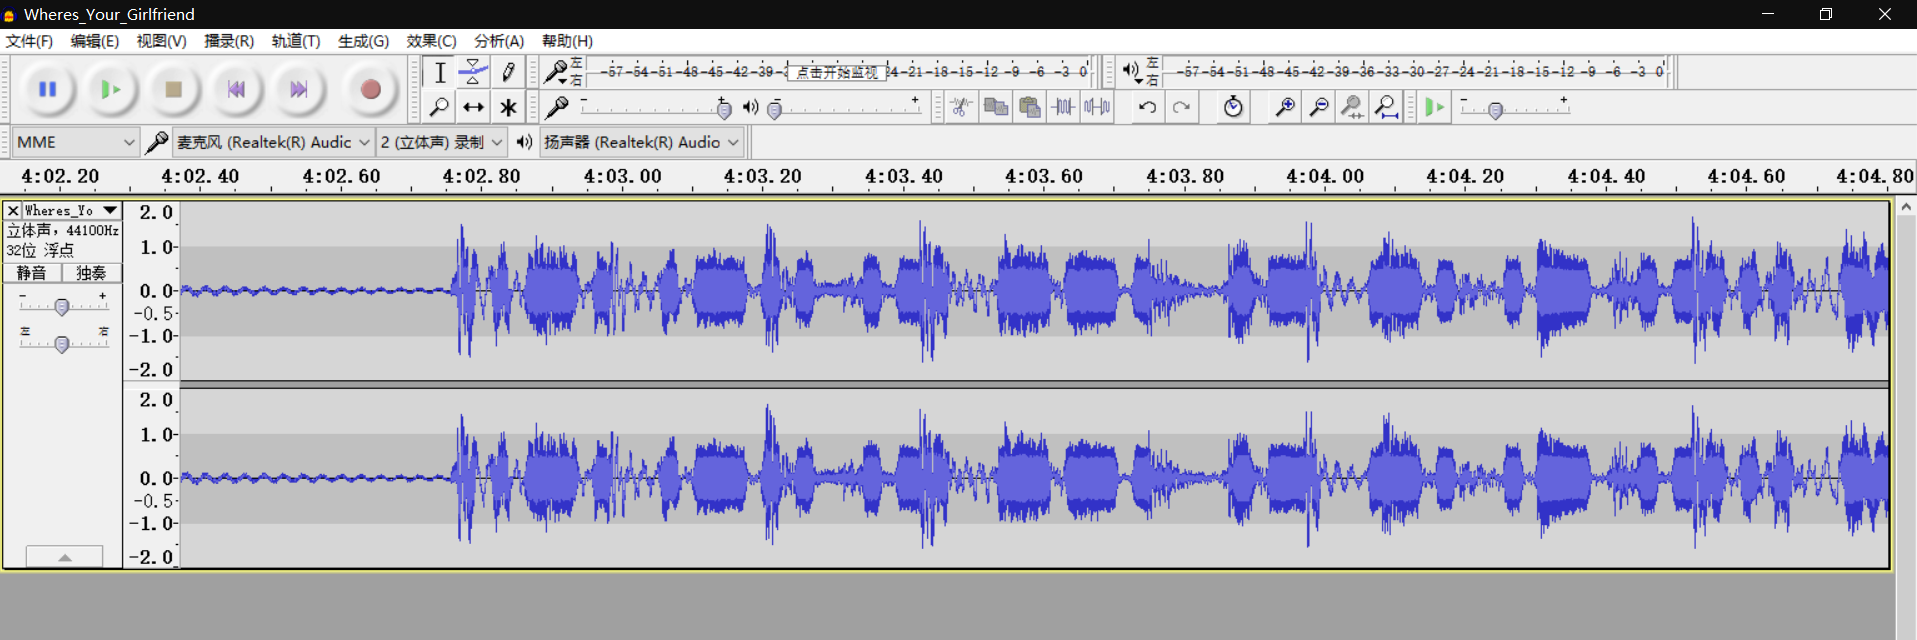 Wheres_Your_Girlfriend
文件(F) 编辑(E) 视图(V) 播录(R) 轨道(T) 生成(G) 效果(C) 分析(A) 帮助(H)
左 右 -57 -54 -51 -48 -45 -42 -39 -3 点击开始监视 24 -21 -18 -15 -12 -9 -6 -3 0 左 右 -57 -54 -51 -48 -45 -42 -39 -36 -33 -30 -27 -24 -21 -18 -15 -12 -9 -6 -3 0
- + - + - +
MME 麦克风 (Realtek(R) Audic 2 (立体声) 录制 扬声器 (Realtek(R) Audio
4:02.20 4:02.40 4:02.60 4:02.80 4:03.00 4:03.20 4:03.40 4:03.60 4:03.80 4:04.00 4:04.20 4:04.40 4:04.60 4:04.80
Wheres_Yo
立体声, 44100Hz
32位 浮点
静音 独奏
- +
左 右
2.0
1.0
0.0
-0.5
-1.0
-2.0
2.0
1.0
0.0
-0.5
-1.0
-2.0